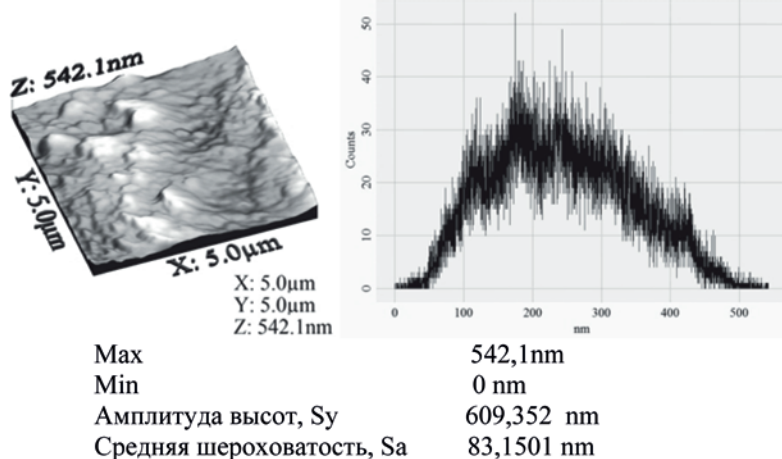 Z: 542.1nm
Y: 5.0µm
X: 5.0µm
X: 5.0µm
Y: 5.0µm
Z: 542.1nm
50
40
30
20
10
0
Counts
0 100 200 300 400 500
nm
Max 542,1nm
Min 0 nm
Амплитуда высот, Sy 609,352 nm
Средняя шероховатость, Sa 83,1501 nm